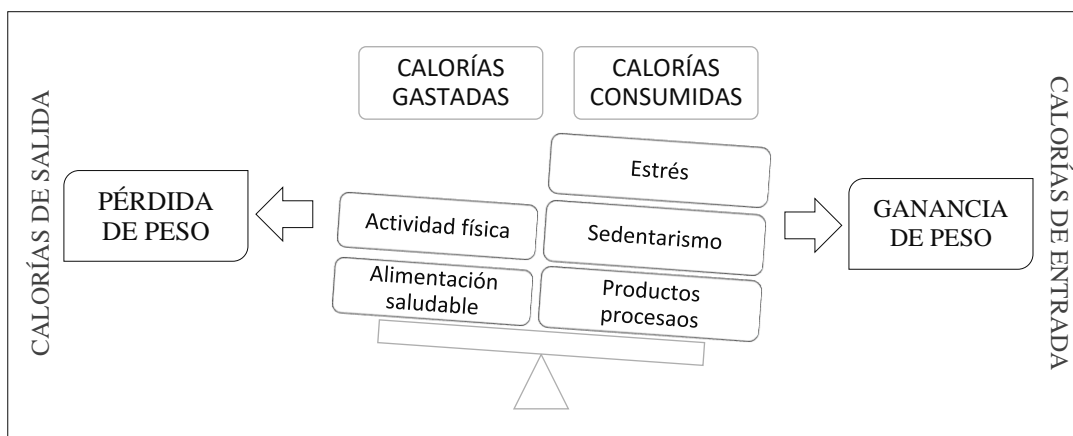 CALORÍAS DE SALIDA
PÉRDIDA
DE PESO
CALORÍAS
GASTADAS
Actividad física
Alimentación
saludable
CALORÍAS
CONSUMIDAS
Estrés
Sedentarismo
Productos
procesaos
GANANCIA
DE PESO
CALORÍAS DE ENTRADA